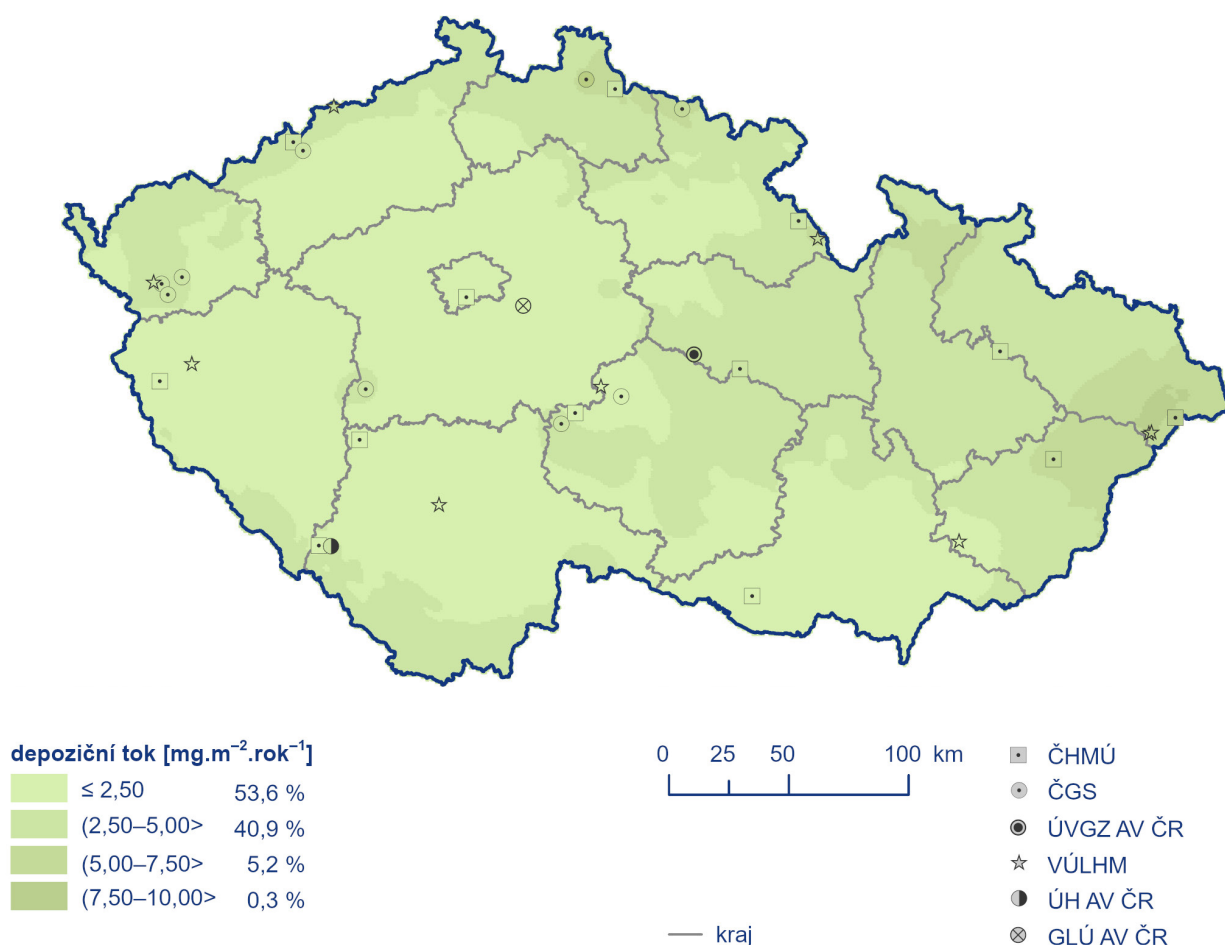 depoziční tok [mg.m⁻².rok⁻¹]
≤ 2,50 53,6 %
(2,50–5,00> 40,9 %
(5,00–7,50> 5,2 %
(7,50–10,00> 0,3 %
0 25 50 100 km
kraj
ČHMÚ
ČGS
ÚVGZ AV ČR
VÚLHM
ÚH AV ČR
GLÚ AV ČR